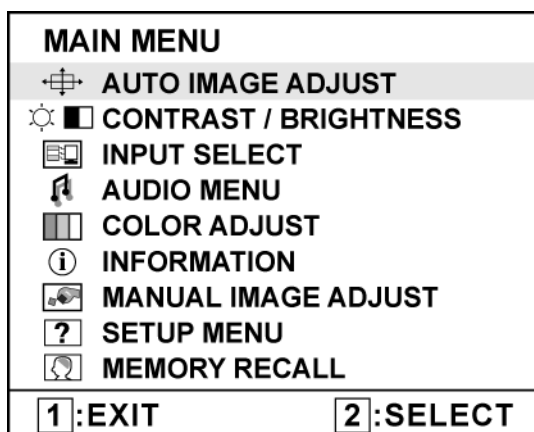 MAIN MENU
AUTO IMAGE ADJUST
CONTRAST / BRIGHTNESS
INPUT SELECT
AUDIO MENU
COLOR ADJUST
i INFORMATION
MANUAL IMAGE ADJUST
? SETUP MENU
MEMORY RECALL
1:EXIT 2:SELECT